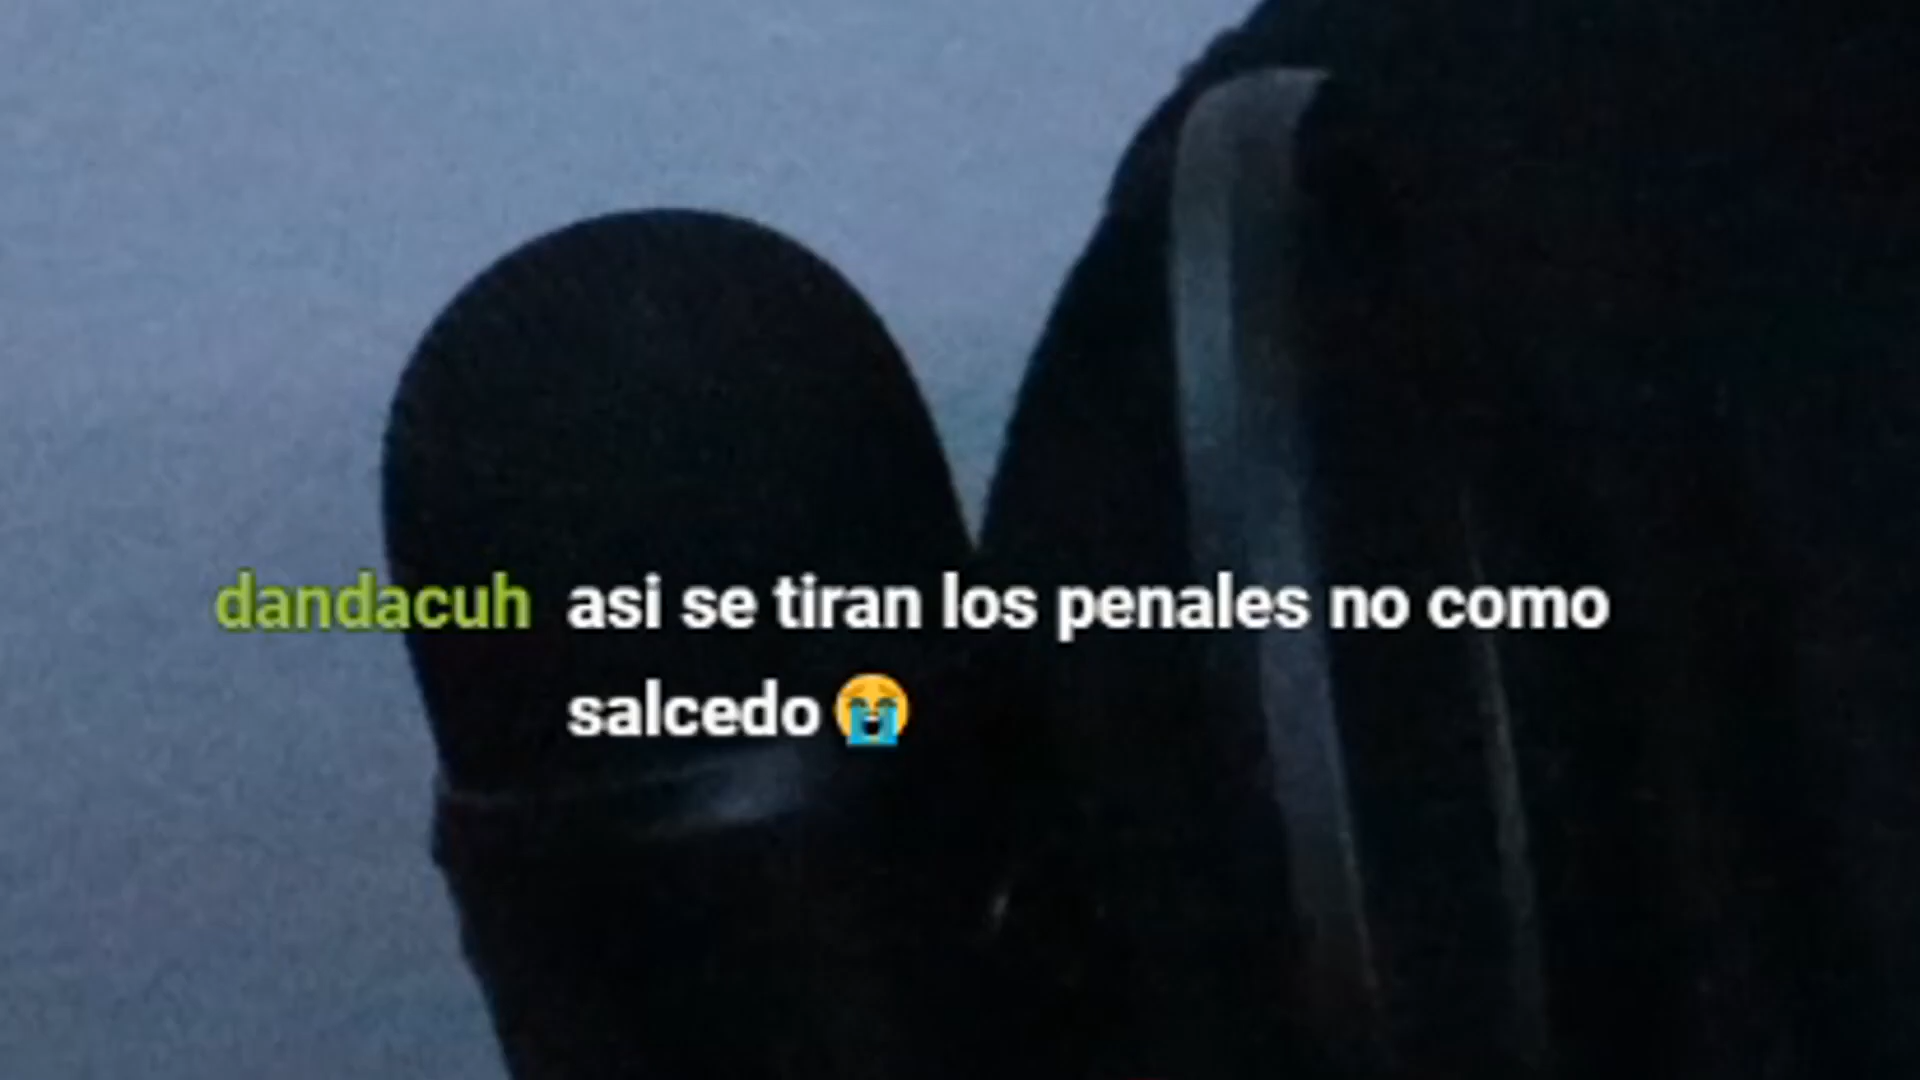 dandacuh asi se tiran los penales no como
salcedo😭